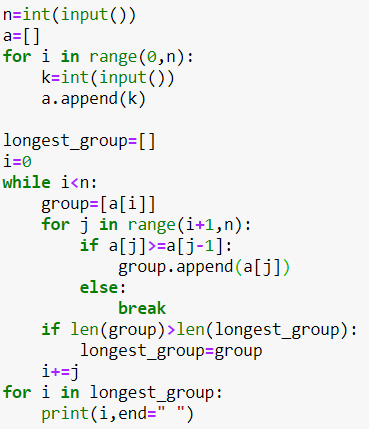 n=int(input())
a=[]
for i in range(0,n):
    k=int(input())
    a.append(k)

longest_group=[]
i=0
while i<n:
    group=[a[i]]
    for j in range(i+1,n):
        if a[j]>=a[j-1]:
            group.append(a[j])
        else:
            break
    if len(group)>len(longest_group):
        longest_group=group
    i+=j
for i in longest_group:
    print(i,end=" ")